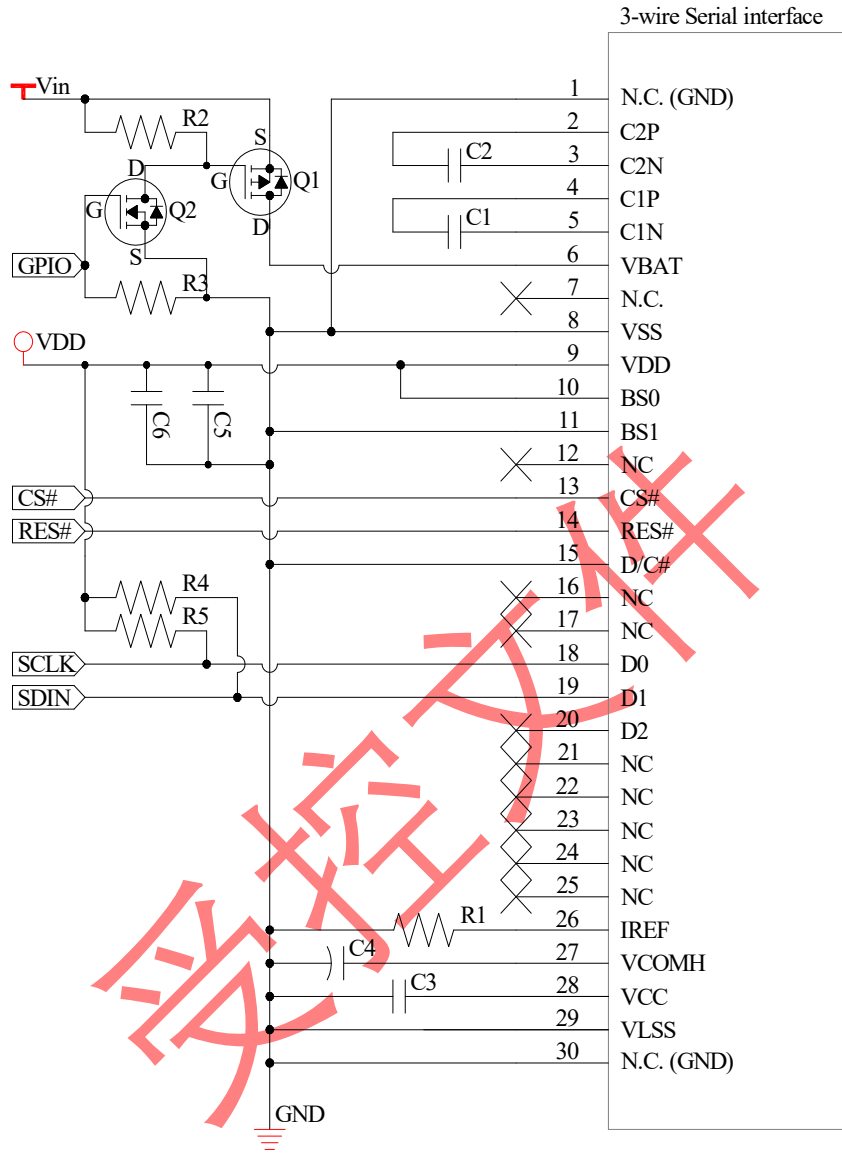 3-wire Serial interface
Vin
R2
S
G
Q1
D
D
G
Q2
S
GPIO
R3
VDD
C6
C5
CS#
RES#
R4
R5
SCLK
SDIN
C2
C1
1 N.C. (GND)
2 C2P
3 C2N
4 C1P
5 C1N
6 VBAT
7 N.C.
8 VSS
9 VDD
10 BS0
11 BS1
12 NC
13 CS#
14 RES#
15 D/C#
16 NC
17 NC
18 D0
19 D1
20 D2
21 NC
22 NC
23 NC
24 NC
25 NC
R1 26 IREF
C4 27 VCOMH
C3 28 VCC
29 VLSS
30 N.C. (GND)
GND
受控文件